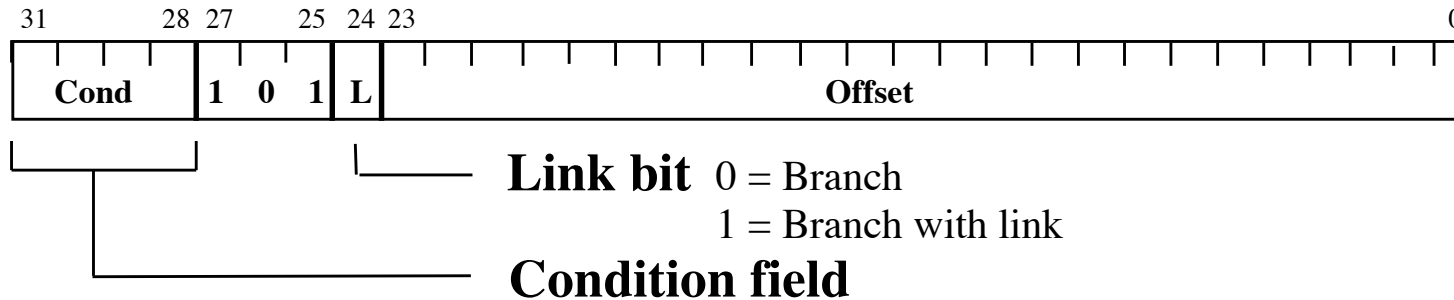 31 28 27 25 24 23 0
Cond 1 0 1 L Offset
Link bit 0 = Branch
1 = Branch with link
Condition field